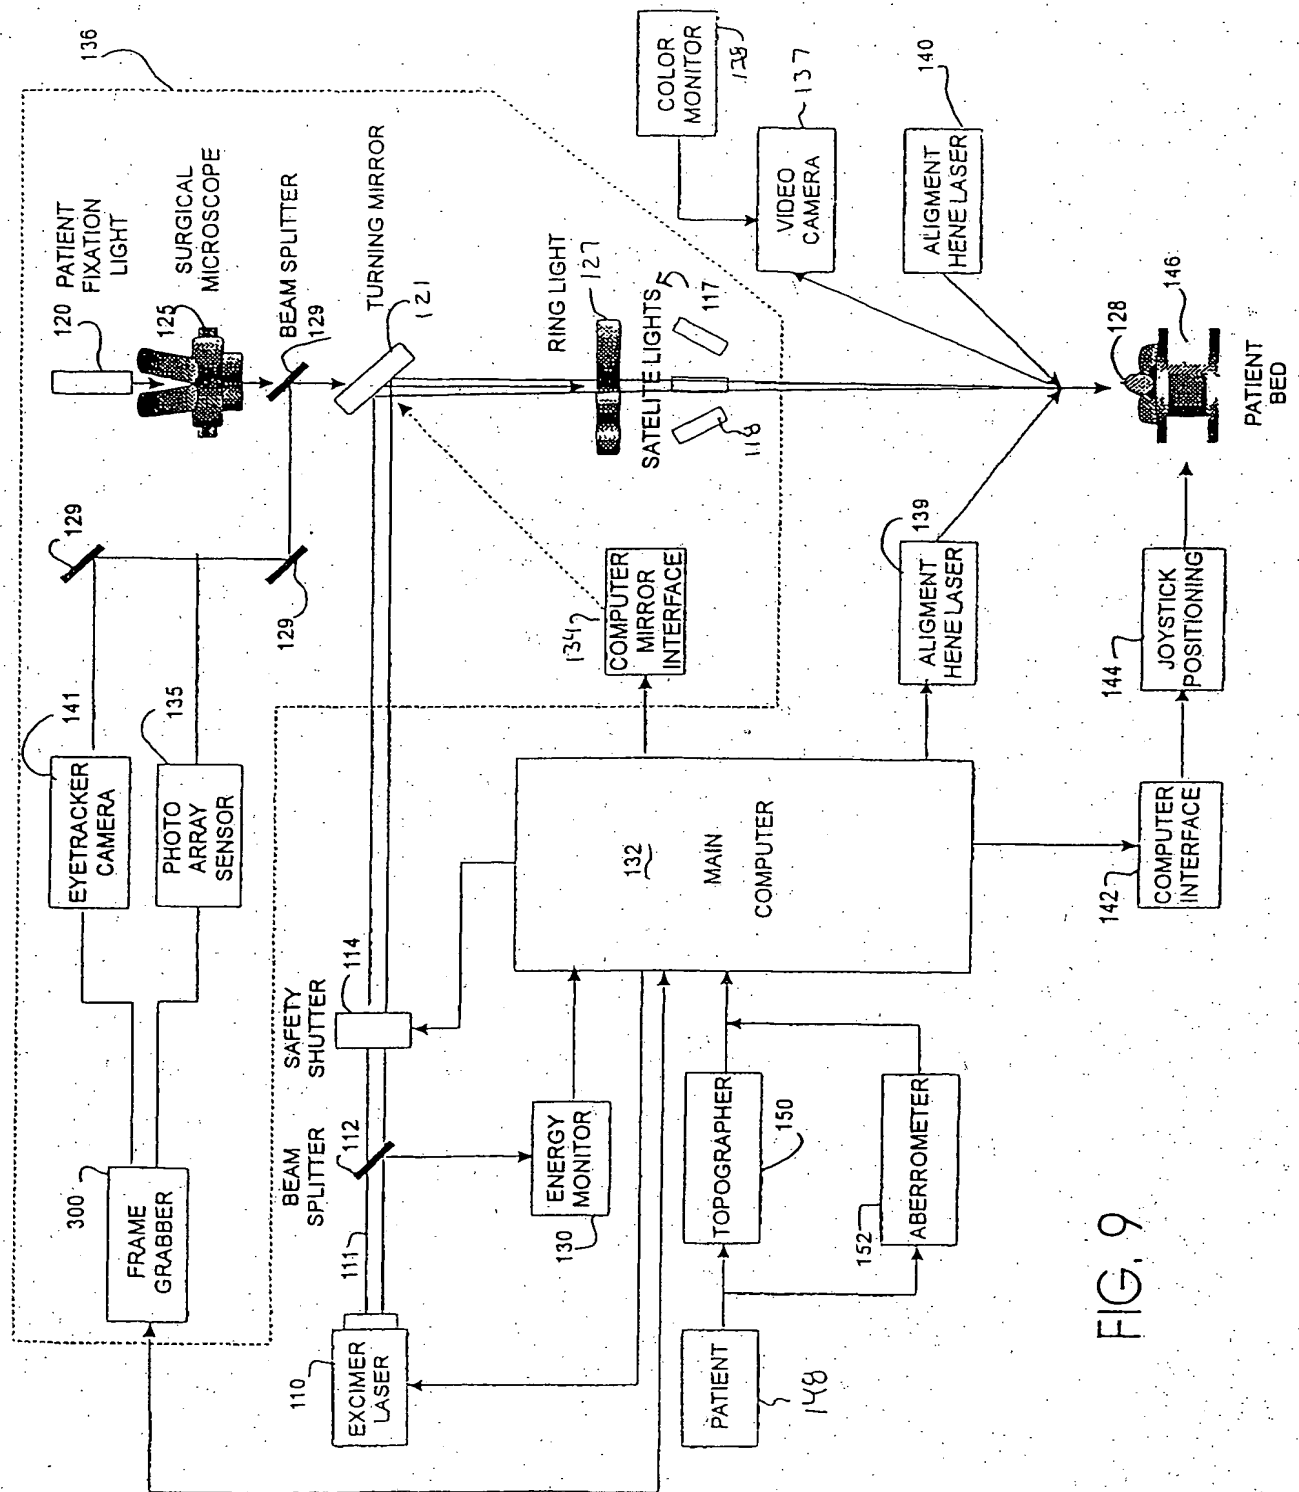 136
120
PATIENT
FIXATION
LIGHT
SURGICAL
MICROSCOPE
125
BEAM SPLITTER
129
TURNING MIRROR
121
129
129
141
EYETRACKER
CAMERA
135
PHOTO
ARRAY
SENSOR
300
FRAME
GRABBER
RING LIGHT
127
SATELITE LIGHTS
117
118
COLOR
MONITOR
138
137
VIDEO
CAMERA
140
ALIGMENT
HENE LASER
134
COMPUTER
MIRROR
INTERFACE
139
ALIGMENT
HENE LASER
128
146
PATIENT
BED
144
JOYSTICK
POSITIONING
142
COMPUTER
INTERFACE
132
MAIN
COMPUTER
SAFETY
SHUTTER
114
BEAM
SPLITTER
112
111
110
EXCIMER
LASER
ENERGY
MONITOR
130
TOPOGRAPHER
150
152
ABERROMETER
PATIENT
148
FIG. 9